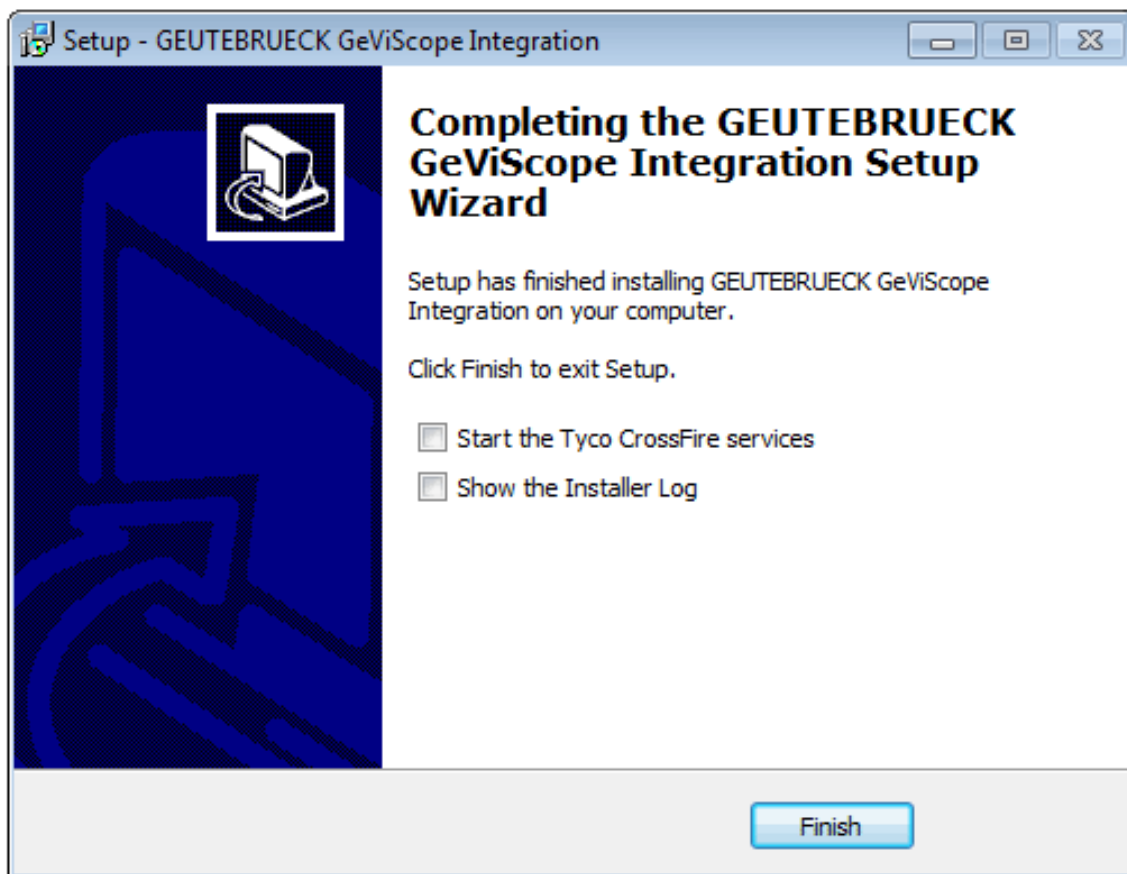 Setup - GEUTEBRUECK GeViScope Integration
Completing the GEUTEBRUECK
GeViScope Integration Setup
Wizard
Setup has finished installing GEUTEBRUECK GeViScope
Integration on your computer.
Click Finish to exit Setup.
Start the Tyco CrossFire services
Show the Installer Log
Finish